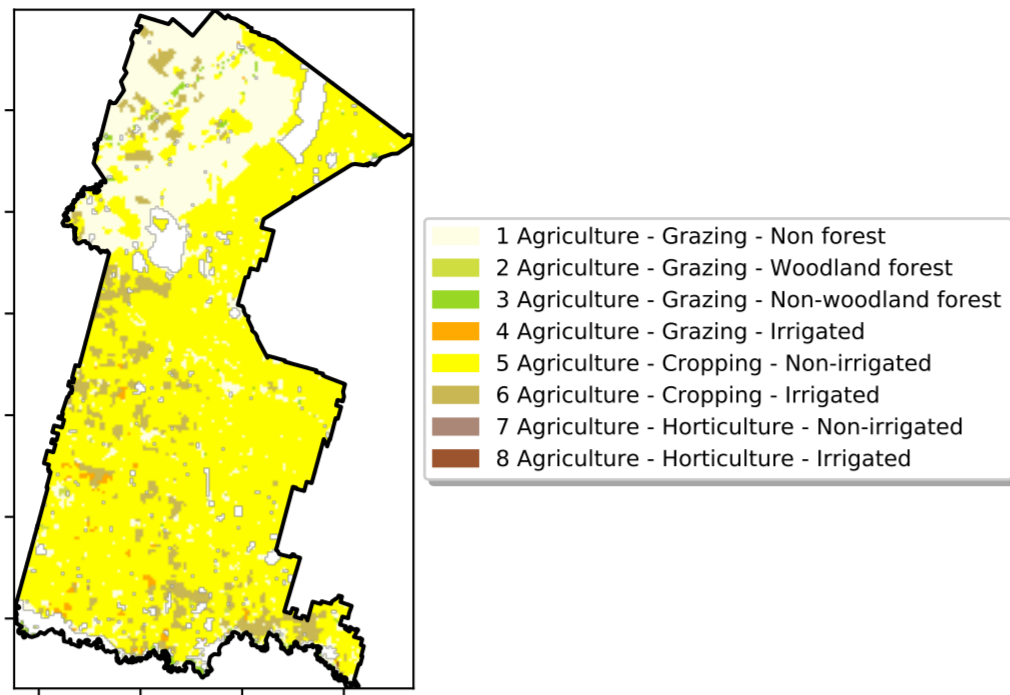 1 Agriculture - Grazing - Non forest
2 Agriculture - Grazing - Woodland forest
3 Agriculture - Grazing - Non-woodland forest
4 Agriculture - Grazing - Irrigated
5 Agriculture - Cropping - Non-irrigated
6 Agriculture - Cropping - Irrigated
7 Agriculture - Horticulture - Non-irrigated
8 Agriculture - Horticulture - Irrigated